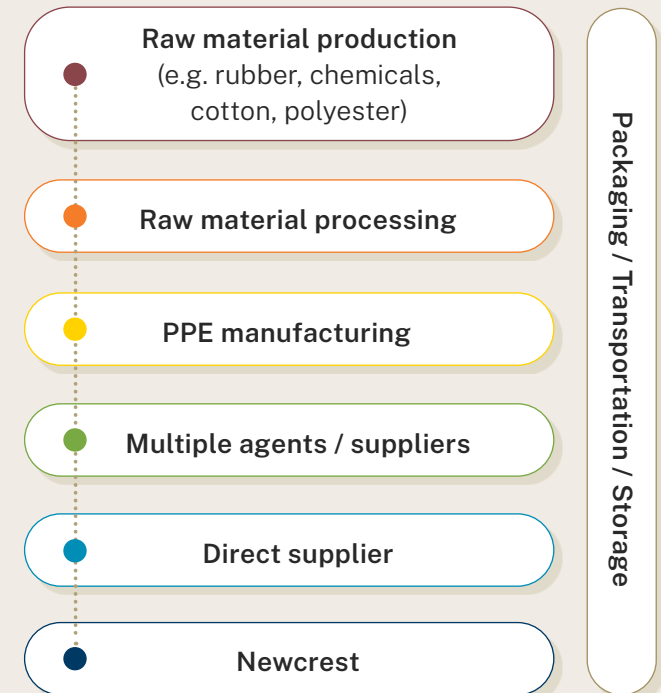 Raw material production
(e.g. rubber, chemicals,
cotton, polyester)
Raw material processing
PPE manufacturing
Multiple agents / suppliers
Direct supplier
Newcrest
Packaging / Transportation / Storage